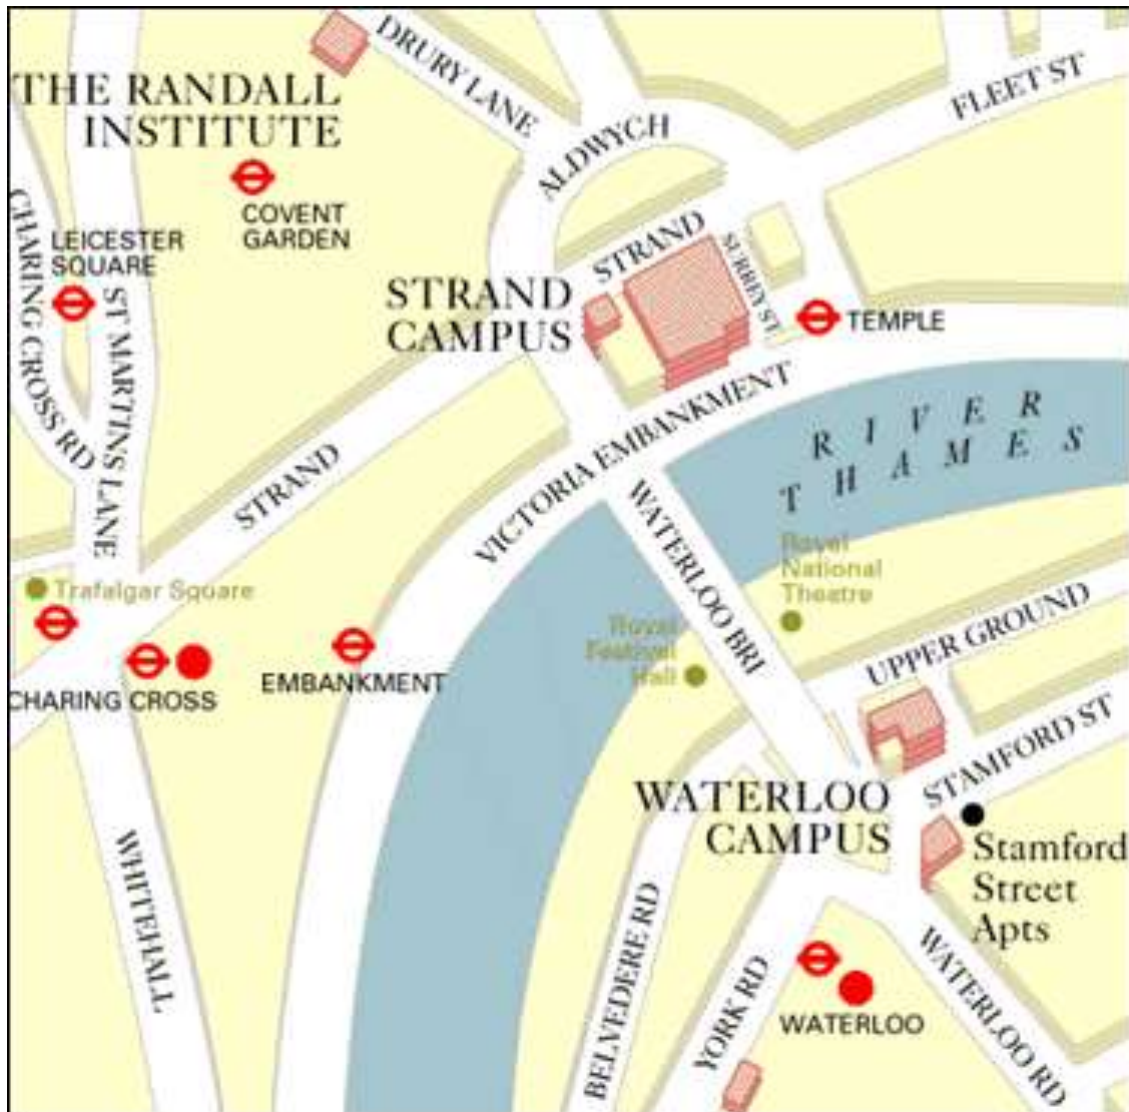 DRURY LANE
FLEET ST
THE RANDALL
INSTITUTE
ALDWYCH
COVENT
GARDEN
CHARING CROSS RD
LEICESTER
SQUARE
ST MARTINS LANE
STRAND
SURREY ST
STRAND
CAMPUS
TEMPLE
VICTORIA EMBANKMENT
RIVER
THAMES
STRAND
WATERLOO BRI
Royal
National
Theatre
Trafalgar Square
Royal
Festival
Hall
UPPER GROUND
EMBANKMENT
CHARING CROSS
STAMFORD ST
WATERLOO
CAMPUS
Stamford
Street
Apts
WHITEHALL
BELVEDERE RD
YORK RD
WATERLOO
WATERLOO RD